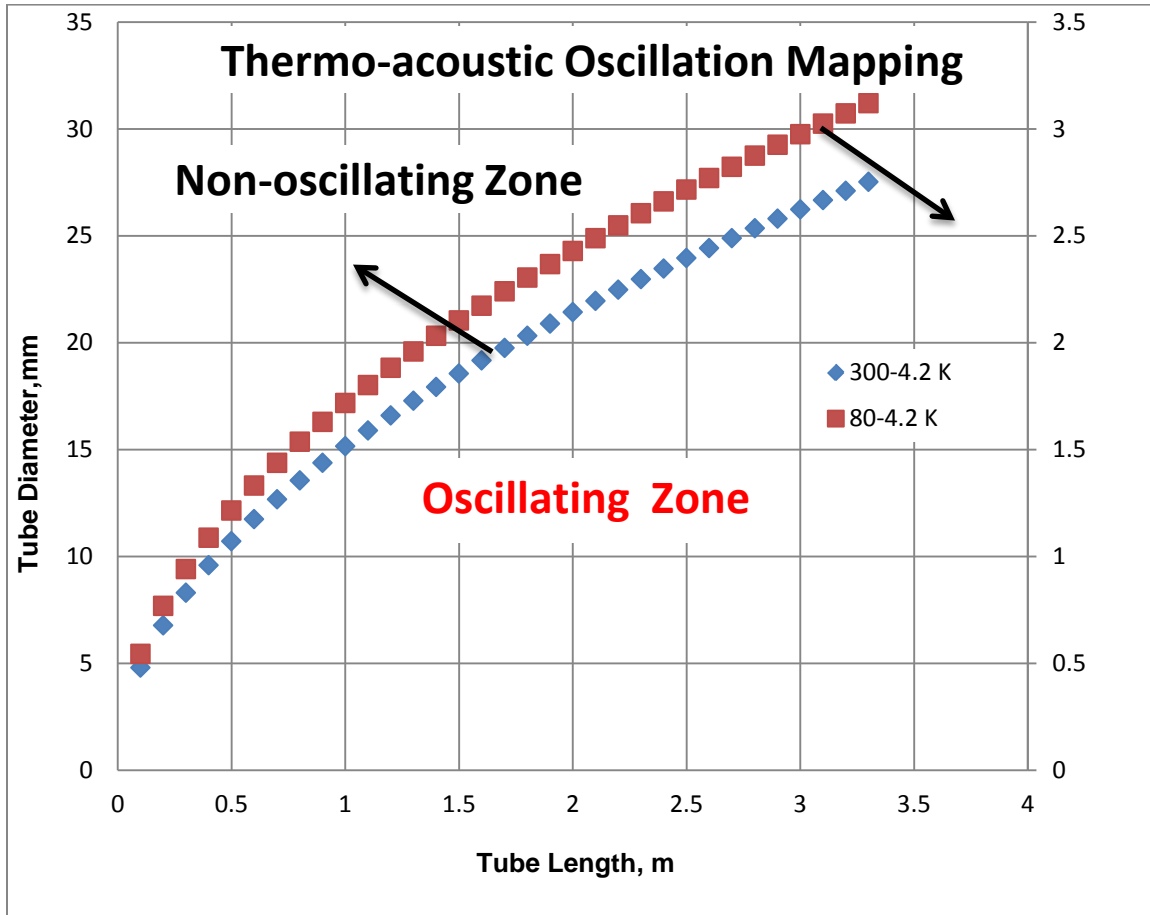 Thermo-acoustic Oscillation Mapping
Non-oscillating Zone
Oscillating Zone
300-4.2 K
80-4.2 K
Tube Diameter,mm
35
30
25
20
15
10
5
0
3.5
3
2.5
2
1.5
1
0.5
0
0 0.5 1 1.5 2 2.5 3 3.5 4
Tube Length, m